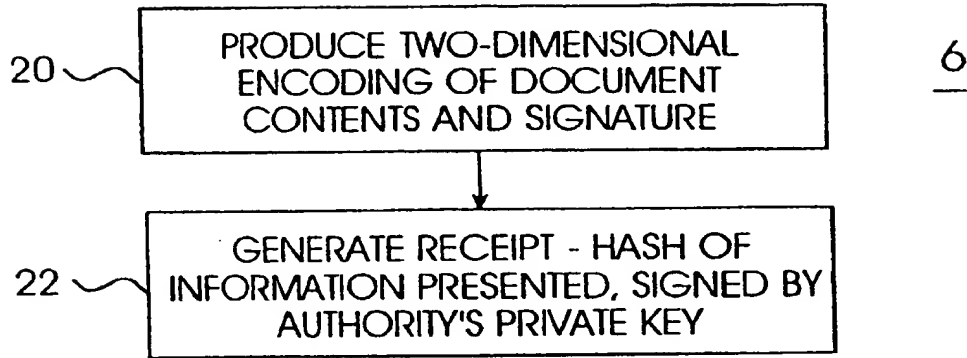 20
PRODUCE TWO-DIMENSIONAL
ENCODING OF DOCUMENT
CONTENTS AND SIGNATURE
6
22
GENERATE RECEIPT - HASH OF
INFORMATION PRESENTED, SIGNED BY
AUTHORITY'S PRIVATE KEY